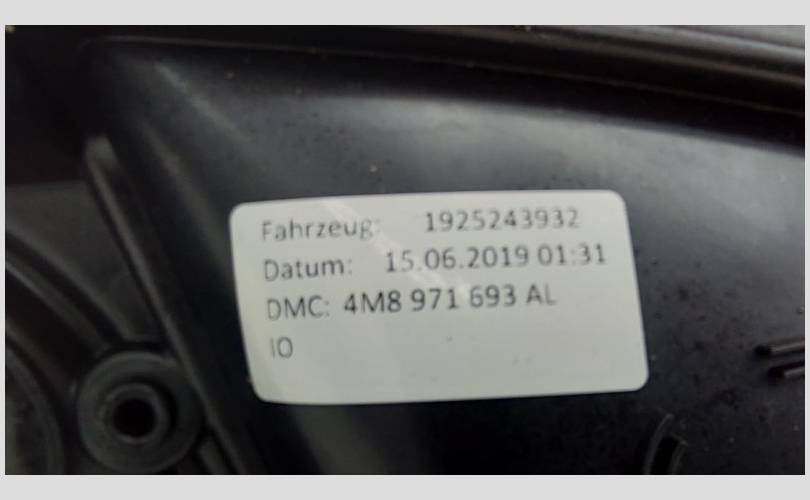 Fahrzeug: 1925243932
Datum: 15.06.2019 01:31
DMC: 4M8 971 693 AL
IO